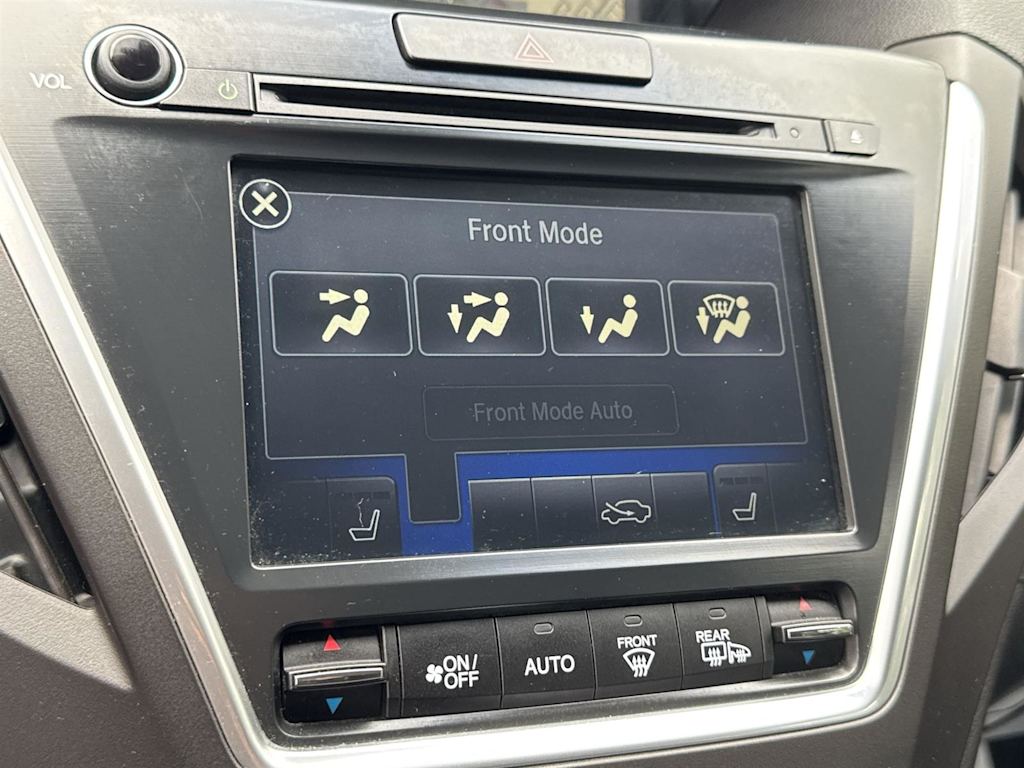 VOL
Front Mode
Front Mode Auto
ON/
OFF
AUTO
FRONT
REAR